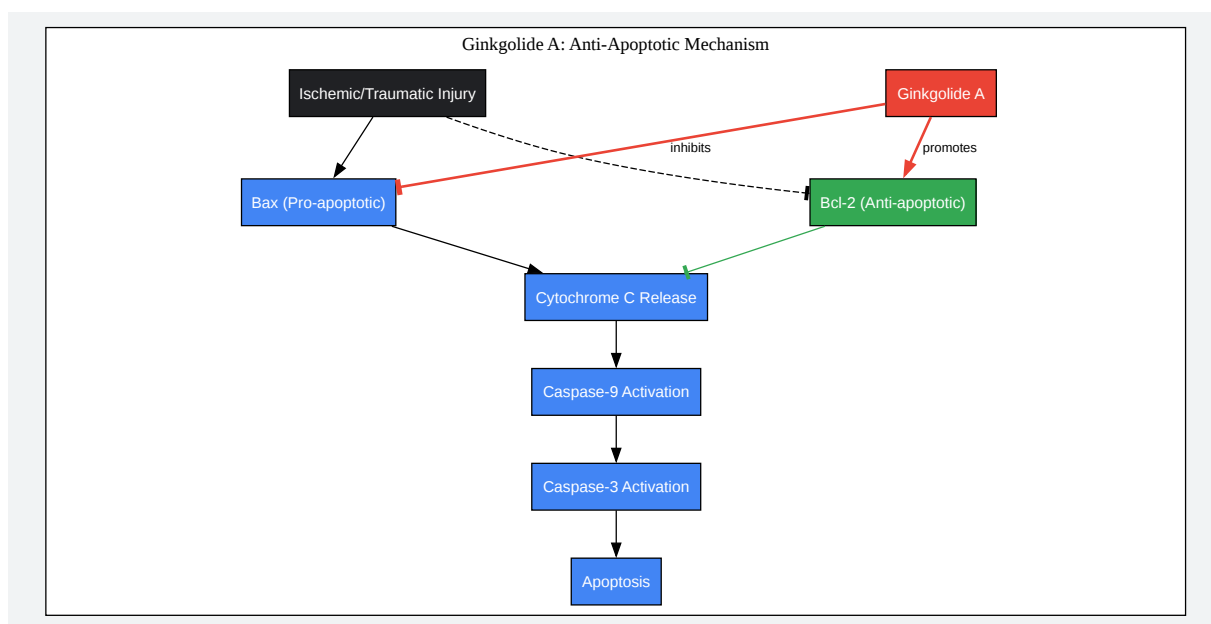 Ginkgolide A: Anti-Apoptotic Mechanism
Ischemic/Traumatic Injury
Ginkgolide A
inhibits
promotes
Bax (Pro-apoptotic)
Bcl-2 (Anti-apoptotic)
Cytochrome C Release
Caspase-9 Activation
Caspase-3 Activation
Apoptosis